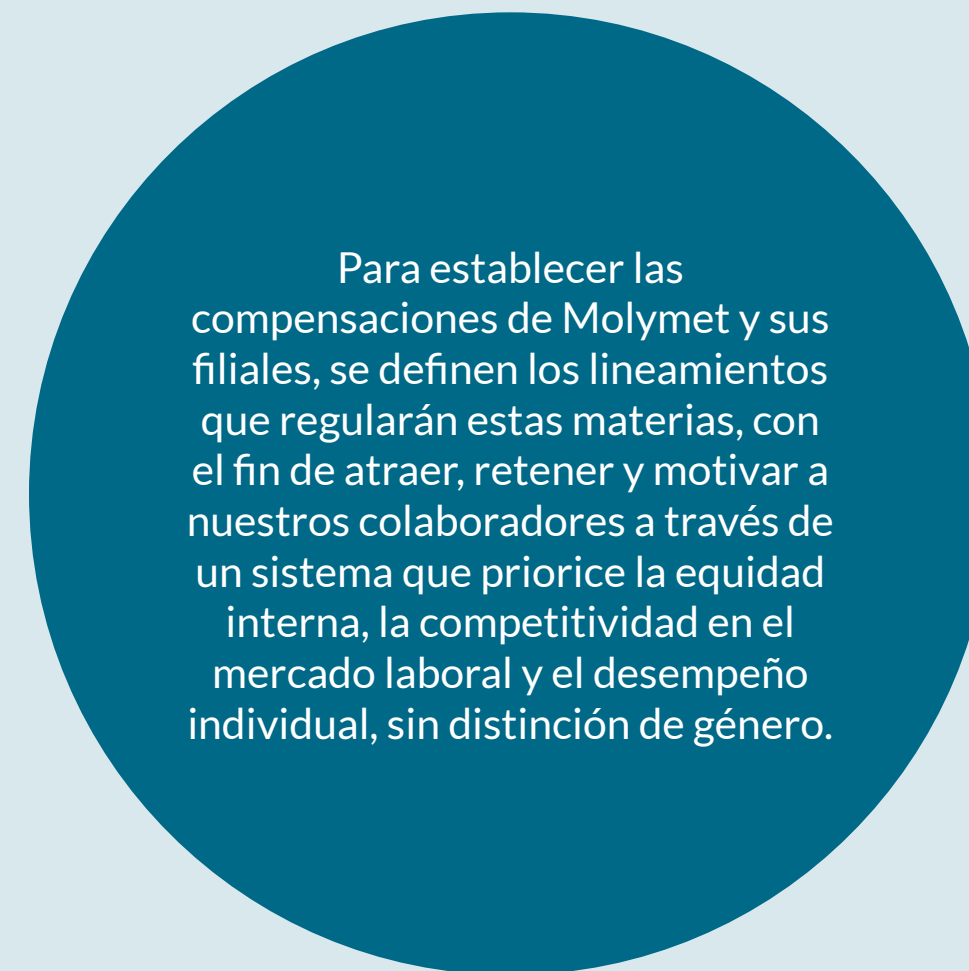 Para establecer las
compensaciones de Molymet y sus
filiales, se definen los lineamientos
que regularán estas materias, con
el fin de atraer, retener y motivar a
nuestros colaboradores a través de
un sistema que priorice la equidad
interna, la competitividad en el
mercado laboral y el desempeño
individual, sin distinción de género.